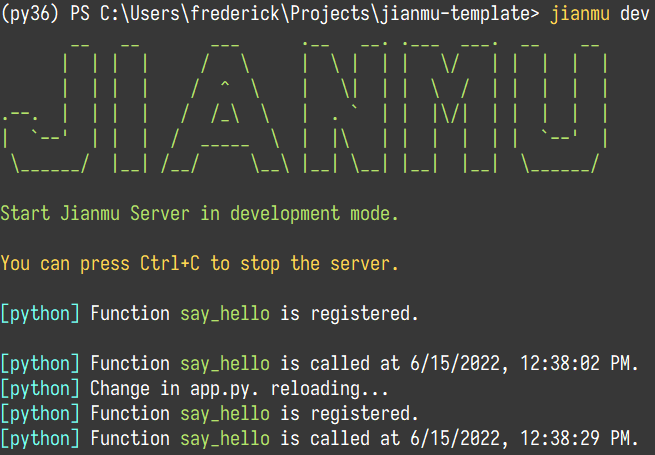 (py36) PS C:\Users\frederick\Projects\jianmu-template> jianmu dev
JIANMU
Start Jianmu Server in development mode.
You can press Ctrl+C to stop the server.
[python] Function say_hello is registered.
[python] Function say_hello is called at 6/15/2022, 12:38:02 PM.
[python] Change in app.py. reloading...
[python] Function say_hello is registered.
[python] Function say_hello is called at 6/15/2022, 12:38:29 PM.